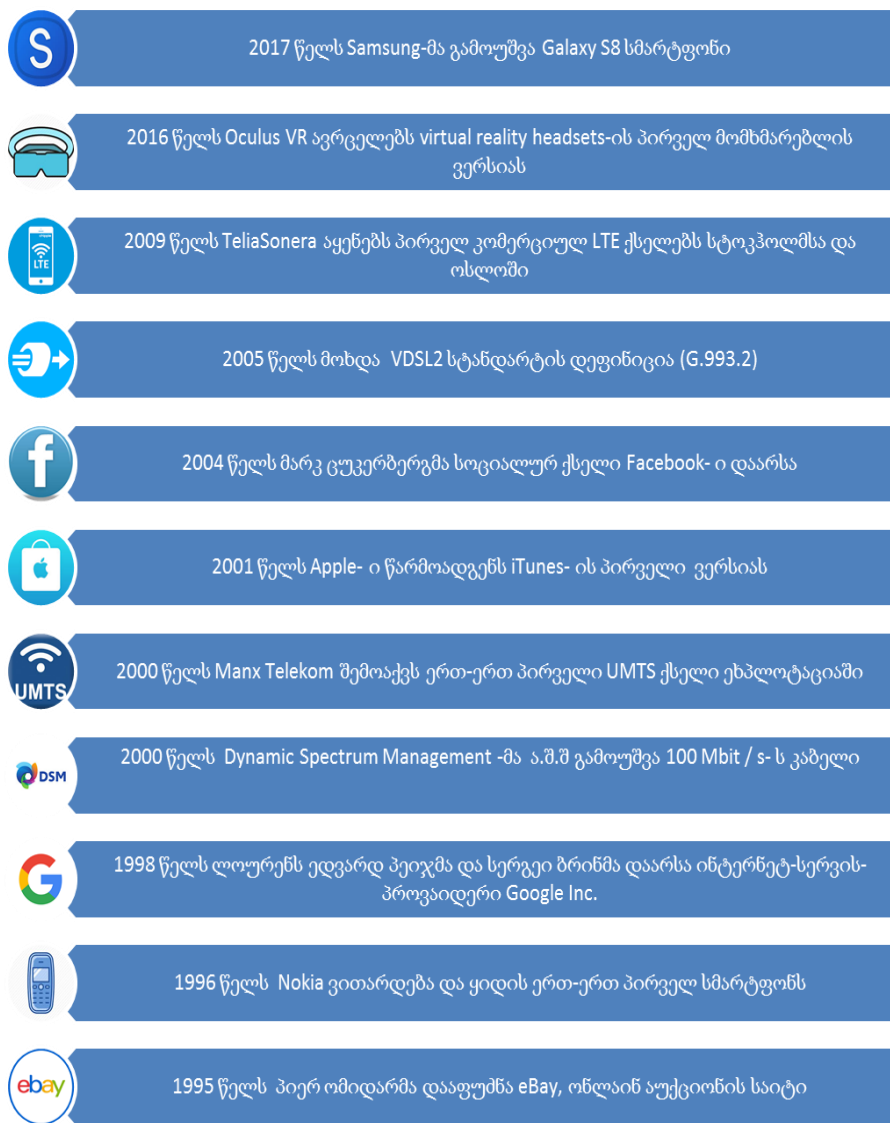 S
2017 წელს Samsung-მა გამოუშვა Galaxy S8 სმარტფონი
2016 წელს Oculus VR ავრცელებს virtual reality headsets-ის პირველ მომხმარებლის
ვერსიას
LTE
2009 წელს TeliaSonera აყენებს პირველ კომერციულ LTE ქსელებს სტოკჰოლმსა და
ოსლოში
2005 წელს მოხდა VDSL2 სტანდარტის დეფინიცია (G.993.2)
f
2004 წელს მარკ ცუკერბერგმა სოციალურ ქსელი Facebook- ი დაარსა
2001 წელს Apple- ი წარმოადგენს iTunes- ის პირველი ვერსიას
UMTS
2000 წელს Manx Telekom შემოაქვს ერთ-ერთ პირველი UMTS ქსელი ეხპლოტაციაში
DSM
2000 წელს Dynamic Spectrum Management -მა ა.შ.შ გამოუშვა 100 Mbit / s- ს კაბელი
G
1998 წელს ლოურენს ედვარდ პეიჯმა და სერგეი ბრინმა დაარსა ინტერნეტ-სერვის-
პროვაიდერი Google Inc.
1996 წელს Nokia ვითარდება და ყიდის ერთ-ერთ პირველ სმარტფონს
ebay
1995 წელს პიერ ომიდარმა დააფუძნა eBay, ონლაინ აუქციონის საიტი